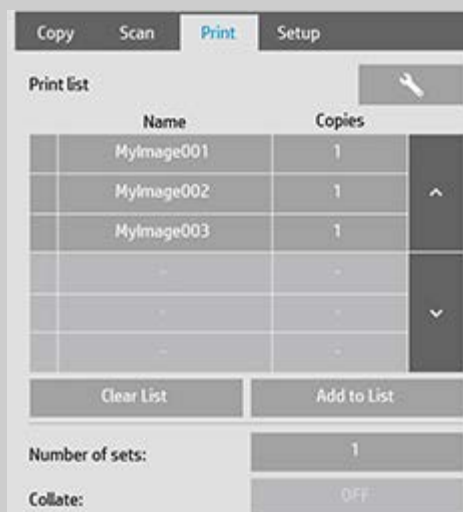 Copy Scan Print Setup
Print list
Name Copies
MyImage001 1
MyImage002 1
MyImage003 1
- -
- -
- -
Clear List Add to List
Number of sets: 1
Collate: OFF